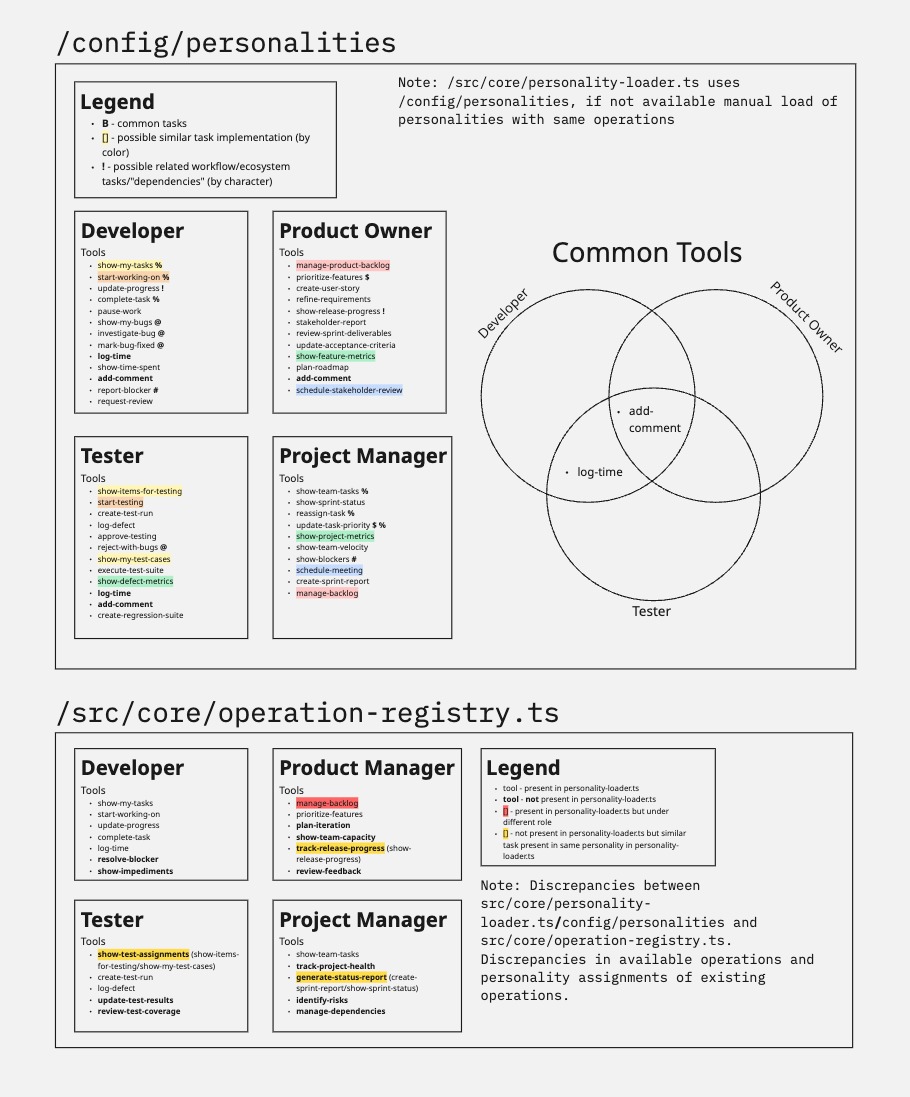 /config/personalities
Legend
• B - common tasks
• [] - possible similar task implementation (by
color)
• ! - possible related workflow/ecosystem
tasks/"dependencies" (by character)
Note: /src/core/personality-loader.ts uses
/config/personalities, if not available manual load of
personalities with same operations
Developer
Tools
• show-my-tasks %
• start-working-on %
• update-progress !
• complete-task %
• pause-work
• show-my-bugs @
• investigate-bug @
• mark-bug-fixed @
• log-time
• show-time-spent
• add-comment
• report-blocker #
• request-review
Product Owner
Tools
• manage-product-backlog
• prioritize-features $
• create-user-story
• refine-requirements
• show-release-progress !
• stakeholder-report
• review-sprint-deliverables
• update-acceptance-criteria
• show-feature-metrics
• plan-roadmap
• add-comment
• schedule-stakeholder-review
Tester
Tools
• show-items-for-testing
• start-testing
• create-test-run
• log-defect
• approve-testing
• reject-with-bugs @
• show-my-test-cases
• execute-test-suite
• show-defect-metrics
• log-time
• add-comment
• create-regression-suite
Project Manager
Tools
• show-team-tasks %
• show-sprint-status
• reassign-task %
• update-task-priority $ %
• show-project-metrics
• show-team-velocity
• show-blockers #
• schedule-meeting
• create-sprint-report
• manage-backlog
Common Tools
Developer
Product Owner
• add-
comment
• log-time
Tester
/src/core/operation-registry.ts
Developer
Tools
• show-my-tasks
• start-working-on
• update-progress
• complete-task
• log-time
• resolve-blocker
• show-impediments
Product Manager
Tools
• manage-backlog
• prioritize-features
• plan-iteration
• show-team-capacity
• track-release-progress (show-
release-progress)
• review-feedback
Legend
• tool - present in personality-loader.ts
• tool - not present in personality-loader.ts
• [] - present in personality-loader.ts but under
different role
• [] - not present in personality-loader.ts but similar
task present in same personality in personality-
loader.ts
Tester
Tools
• show-test-assignments (show-items-
for-testing/show-my-test-cases)
• create-test-run
• log-defect
• update-test-results
• review-test-coverage
Project Manager
Tools
• show-team-tasks
• track-project-health
• generate-status-report (create-
sprint-report/show-sprint-status)
• identify-risks
• manage-dependencies
Note: Discrepancies between
src/core/personality-
loader.ts/config/personalities and
src/core/operation-registry.ts.
Discrepancies in available operations and
personality assignments of existing
operations.